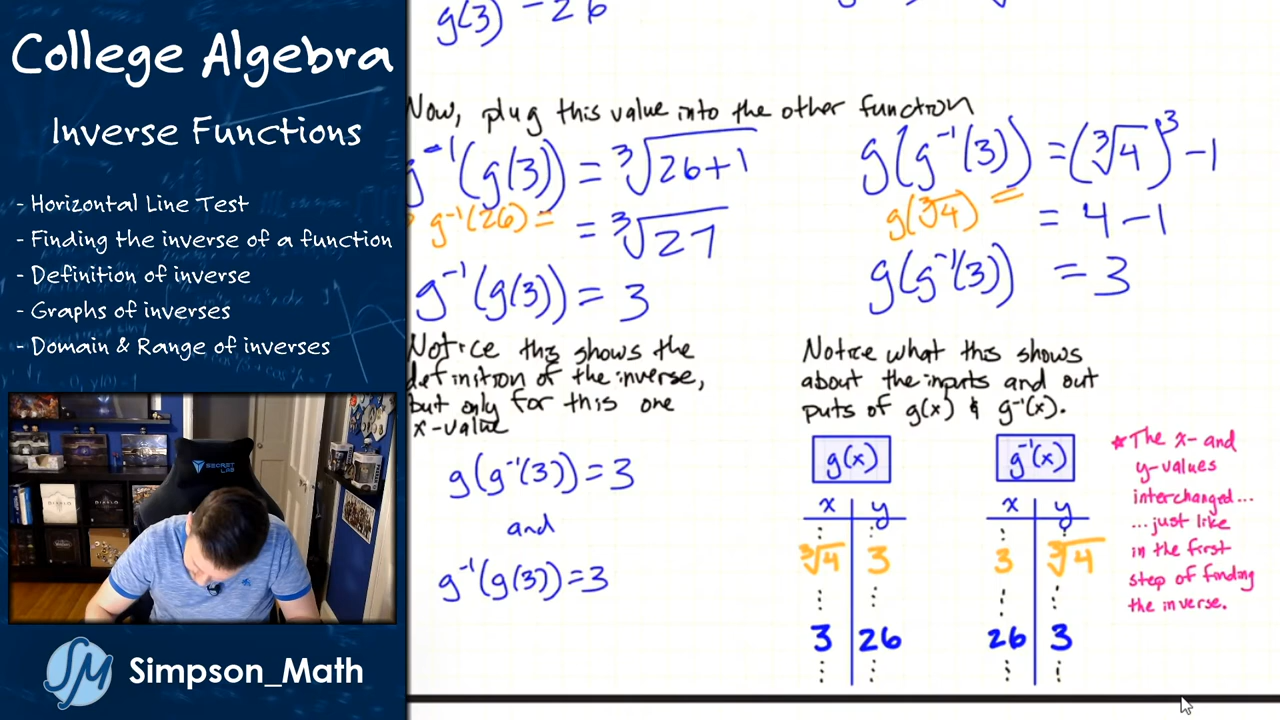 College Algebra
Inverse Functions
- Horizontal Line Test
- Finding the inverse of a function
- Definition of inverse
- Graphs of inverses
- Domain & Range of inverses
SECRET LAB
SM
Simpson_Math
g(3) = 26
Now, plug this value into the other function
g⁻¹(g(3)) = ∛(26+1)
g⁻¹(26) =
= ∛27
g⁻¹(g(3)) = 3
g(g⁻¹(3)) = (∛4)³ - 1
g(∛4) =
= 4 - 1
g(g⁻¹(3)) = 3
Notice this shows the
definition of the inverse,
but only for this one
x-value
g(g⁻¹(3)) = 3
and
g⁻¹(g(3)) = 3
Notice what this shows
about the inputs and out
puts of g(x) & g⁻¹(x).
g(x)
x y
∛4 3
3 26
g⁻¹(x)
x y
3 ∛4
26 3
* The x- and
y-values
interchanged...
...just like
in the first
step of finding
the inverse.